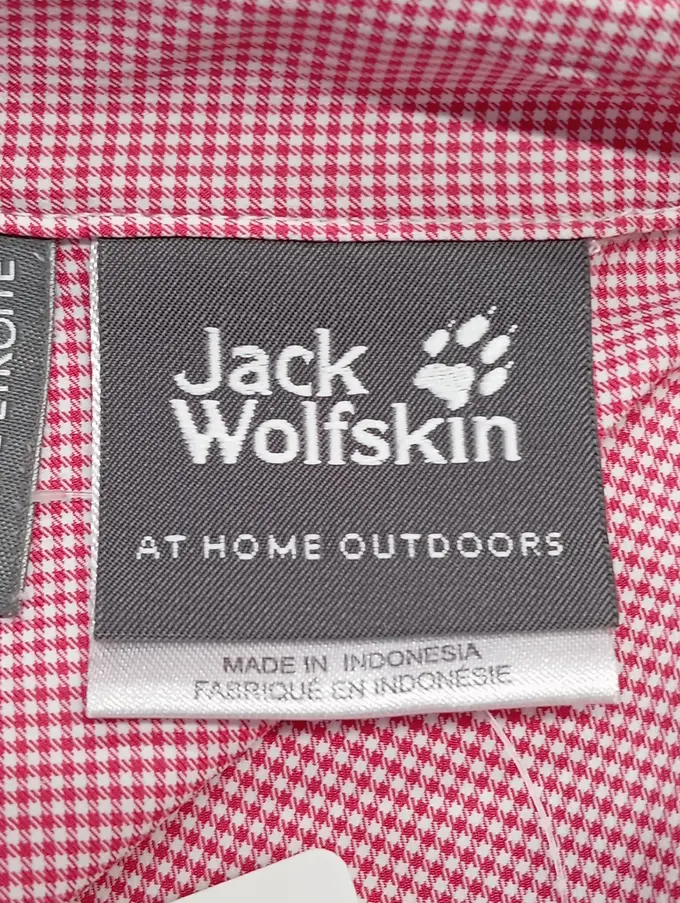 Jack
Wolfskin
AT HOME OUTDOORS
MADE IN INDONESIA
FABRIQUÉ EN INDONÉSIE